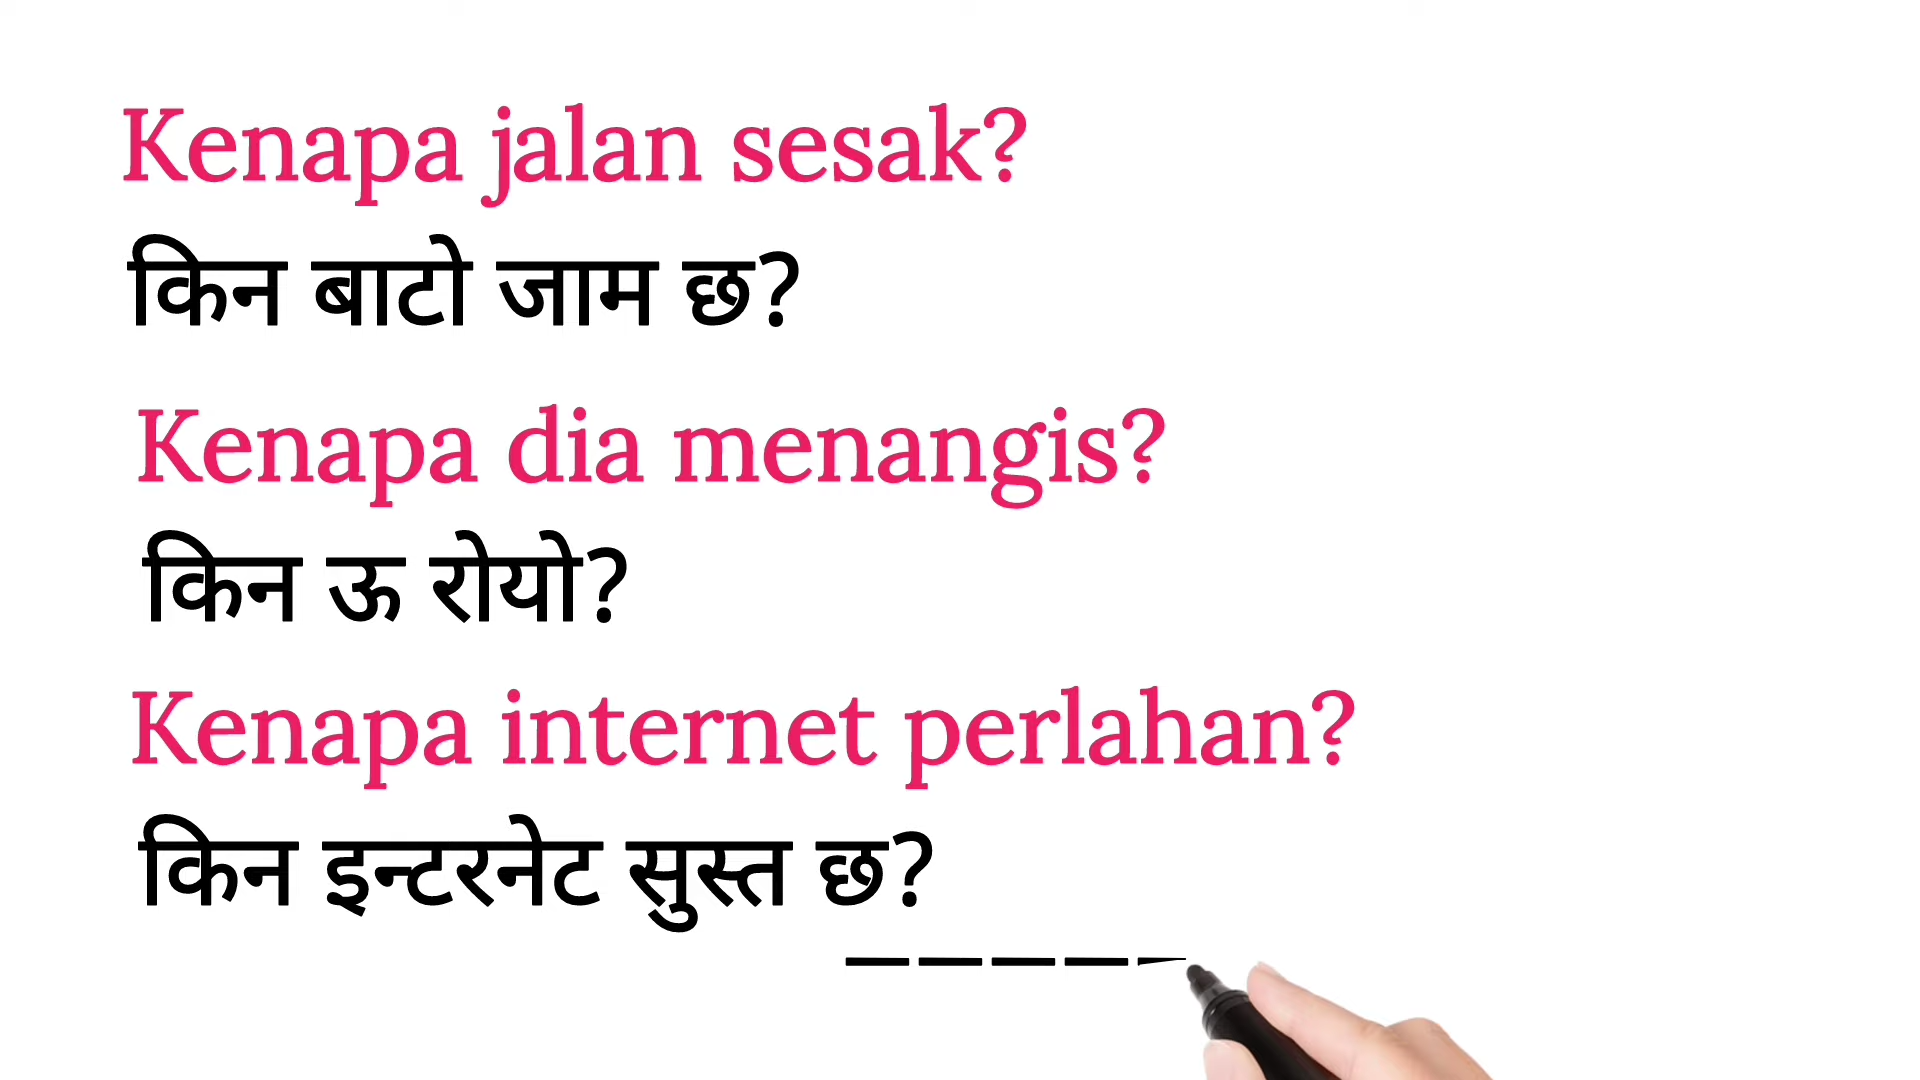 Kenapa jalan sesak?
किन बाटो जाम छ?
Kenapa dia menangis?
किन ऊ रोयो?
Kenapa internet perlahan?
किन इन्टरनेट सुस्त छ?